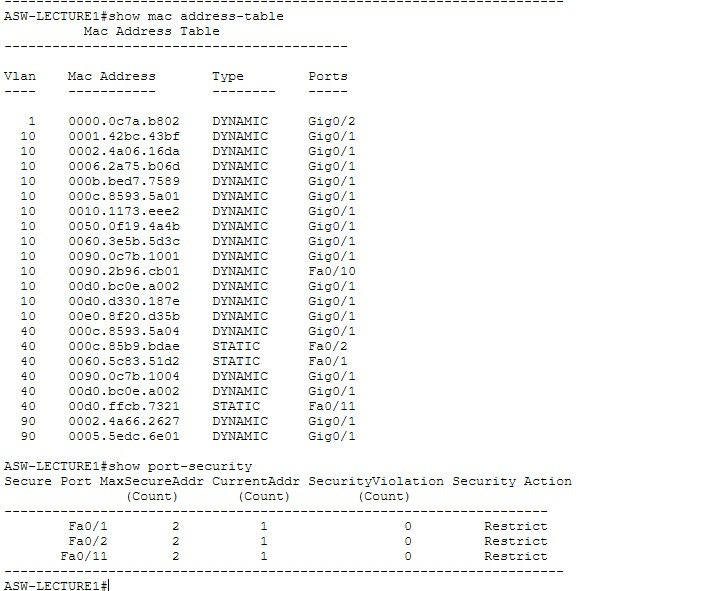 --------------------------------------------------------------------
ASW-LECTURE1#show mac address-table
          Mac Address Table
-------------------------------------------

Vlan    Mac Address       Type        Ports
----    -----------       --------    -----

   1    0000.0c7a.b802    DYNAMIC     Gig0/2
  10    0001.42bc.43bf    DYNAMIC     Gig0/1
  10    0002.4a06.16da    DYNAMIC     Gig0/1
  10    0006.2a75.b06d    DYNAMIC     Gig0/1
  10    000b.bed7.7589    DYNAMIC     Gig0/1
  10    000c.8593.5a01    DYNAMIC     Gig0/1
  10    0010.1173.eee2    DYNAMIC     Gig0/1
  10    0050.0f19.4a4b    DYNAMIC     Gig0/1
  10    0060.3e5b.5d3c    DYNAMIC     Gig0/1
  10    0090.0c7b.1001    DYNAMIC     Gig0/1
  10    0090.2b96.cb01    DYNAMIC     Fa0/10
  10    00d0.bc0e.a002    DYNAMIC     Gig0/1
  10    00d0.d330.187e    DYNAMIC     Gig0/1
  10    00e0.8f20.d35b    DYNAMIC     Gig0/1
  40    000c.8593.5a04    DYNAMIC     Gig0/1
  40    000c.85b9.bdae    STATIC      Fa0/2
  40    0060.5c83.51d2    STATIC      Fa0/1
  40    0090.0c7b.1004    DYNAMIC     Gig0/1
  40    00d0.bc0e.a002    DYNAMIC     Gig0/1
  40    00d0.ffcb.7321    STATIC      Fa0/11
  90    0002.4a66.2627    DYNAMIC     Gig0/1
  90    0005.5edc.6e01    DYNAMIC     Gig0/1

ASW-LECTURE1#show port-security
Secure Port MaxSecureAddr CurrentAddr SecurityViolation Security Action
               (Count)       (Count)        (Count)
--------------------------------------------------------------------
        Fa0/1        2          1                 0         Restrict
        Fa0/2        2          1                 0         Restrict
       Fa0/11        2          1                 0         Restrict
----------------------------------------------------------------------
ASW-LECTURE1#